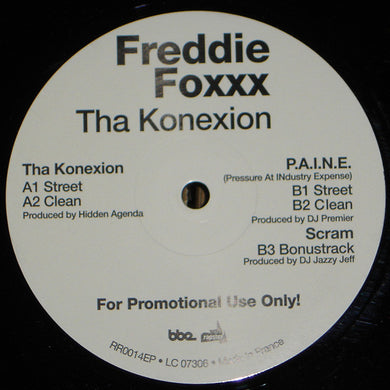 Freddie
Foxxx
Tha Konexion
Tha Konexion
A1 Street
A2 Clean
Produced by Hidden Agenda
P.A.I.N.E.
(Pressure At INdustry Expense)
B1 Street
B2 Clean
Produced by DJ Premier
Scram
B3 Bonustrack
Produced by DJ Jazzy Jeff
For Promotional Use Only!
bbe
rapster
RR0014EP • LC 07306 • Made In France